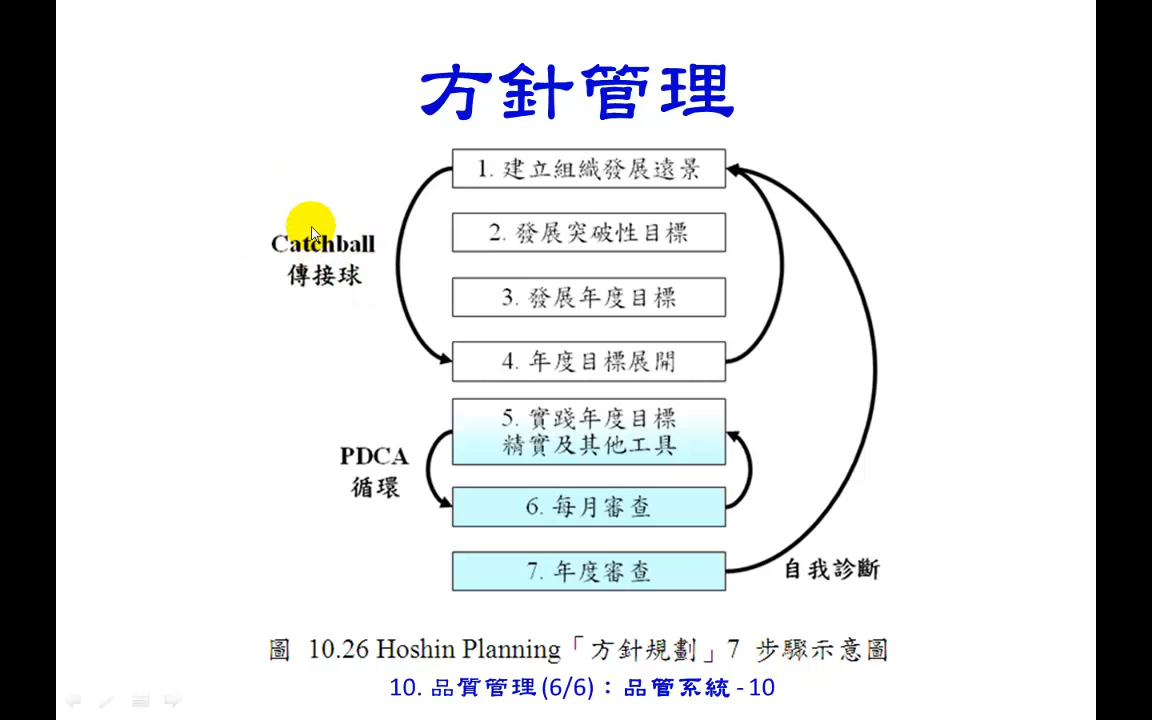 方針管理
1. 建立組織發展遠景
2. 發展突破性目標
Catchball
傳接球
3. 發展年度目標
4. 年度目標展開
5. 實踐年度目標
精實及其他工具
PDCA
循環
6. 每月審查
7. 年度審查
自我診斷
圖 10.26 Hoshin Planning「方針規劃」7 步驟示意圖
10. 品質管理(6/6)：品管系統 - 10